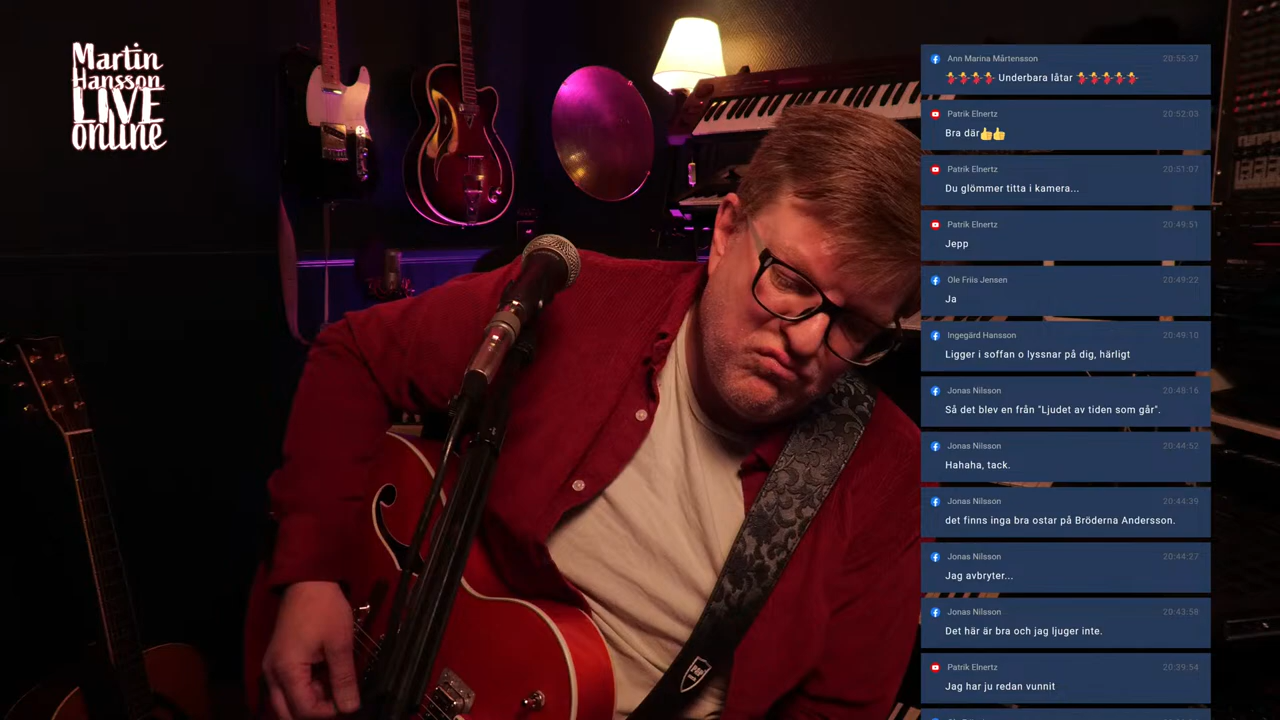 Martin
Hansson
LIVE
online
Ann Marina Mårtensson 20:55:37
💃💃💃💃 Underbara låtar 💃💃💃💃💃
Patrik Elnertz 20:52:03
Bra där👍👍
Patrik Elnertz 20:51:07
Du glömmer titta i kamera...
Patrik Elnertz 20:49:51
Jepp
Ole Friis Jensen 20:49:22
Ja
Ingegärd Hansson 20:49:10
Ligger i soffan o lyssnar på dig, härligt
Jonas Nilsson 20:48:16
Så det blev en från "Ljudet av tiden som går".
Jonas Nilsson 20:44:52
Hahaha, tack.
Jonas Nilsson 20:44:39
det finns inga bra ostar på Bröderna Andersson.
Jonas Nilsson 20:44:27
Jag avbryter...
Jonas Nilsson 20:43:58
Det här är bra och jag ljuger inte.
Patrik Elnertz 20:39:54
Jag har ju redan vunnit